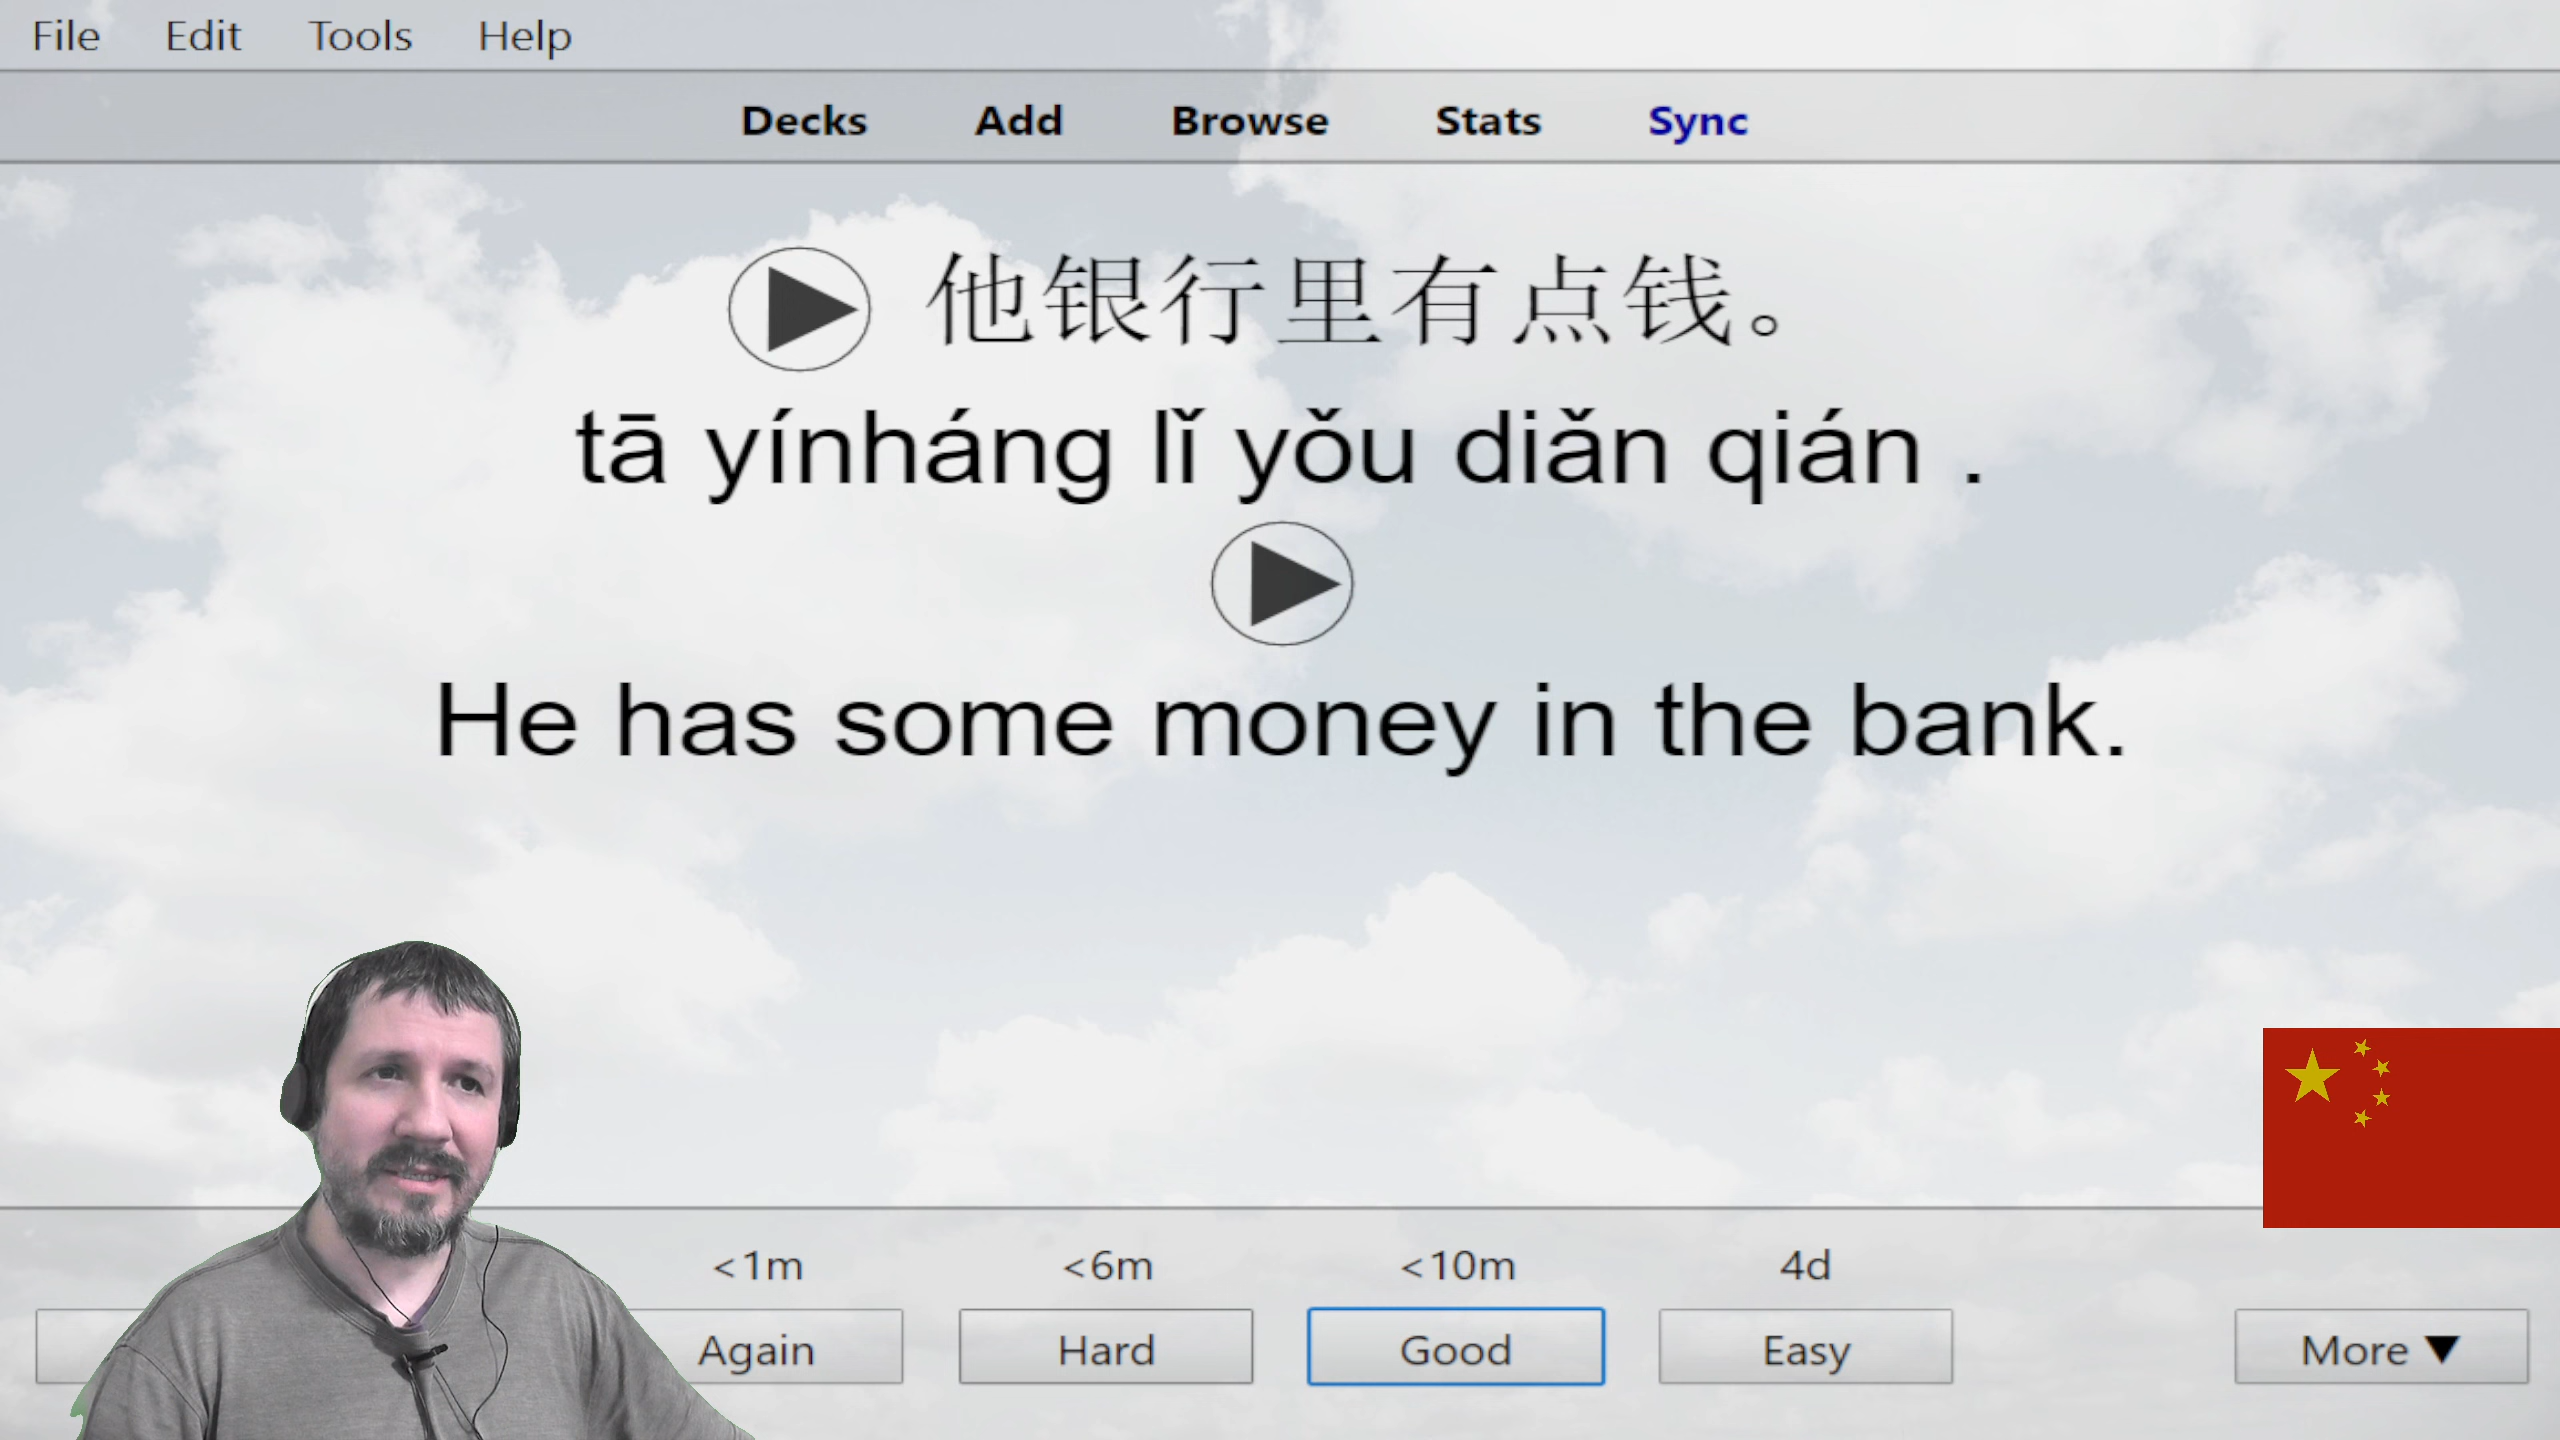 File Edit Tools Help
Decks Add Browse Stats Sync
他银行里有点钱。
tā yínháng lǐ yǒu diǎn qián .
He has some money in the bank.
<1m <6m <10m 4d
Again Hard Good Easy More ▼